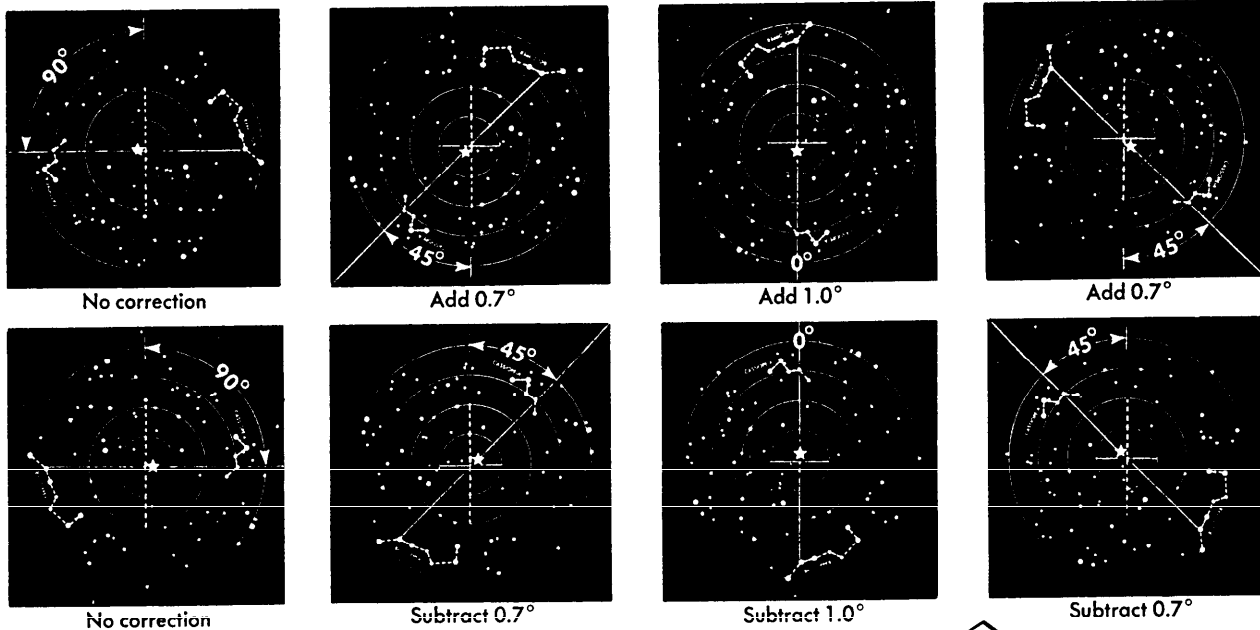 90°
45°
0°
45°
No correction
Add 0.7°
Add 1.0°
Add 0.7°
90°
45°
0°
45°
No correction
Subtract 0.7°
Subtract 1.0°
Subtract 0.7°